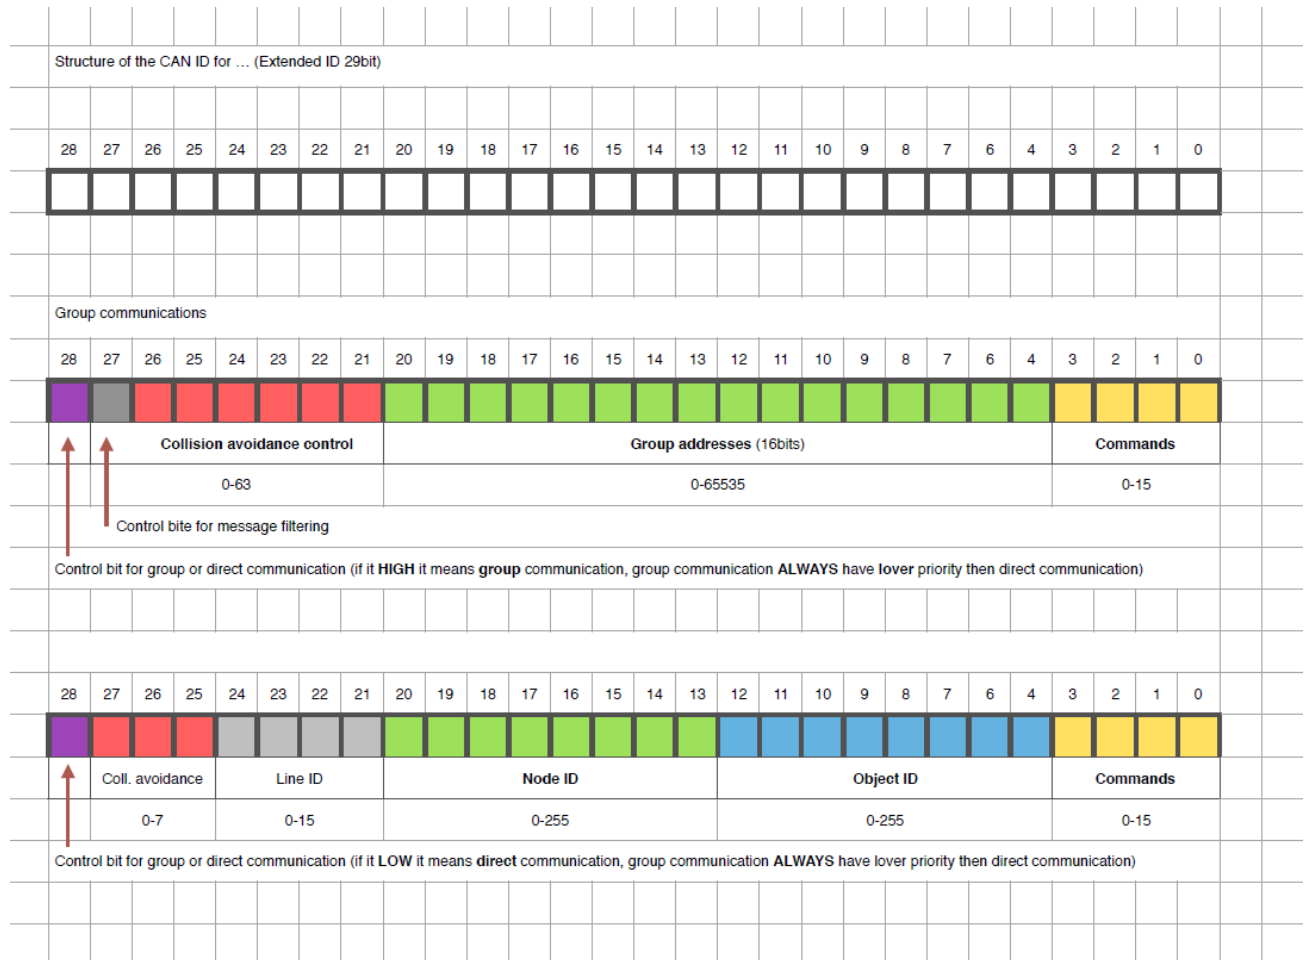 Structure of the CAN ID for ... (Extended ID 29bit)
28 27 26 25 24 23 22 21 20 19 18 17 16 15 14 13 12 11 10 9 8 7 6 4 3 2 1 0
Group communications
28 27 26 25 24 23 22 21 20 19 18 17 16 15 14 13 12 11 10 9 8 7 6 4 3 2 1 0
Collision avoidance control Group addresses (16bits) Commands
0-63 0-65535 0-15
Control bite for message filtering
Control bit for group or direct communication (if it HIGH it means group communication, group communication ALWAYS have lover priority then direct communication)
28 27 26 25 24 23 22 21 20 19 18 17 16 15 14 13 12 11 10 9 8 7 6 4 3 2 1 0
Coll. avoidance Line ID Node ID Object ID Commands
0-7 0-15 0-255 0-255 0-15
Control bit for group or direct communication (if it LOW it means direct communication, group communication ALWAYS have lover priority then direct communication)